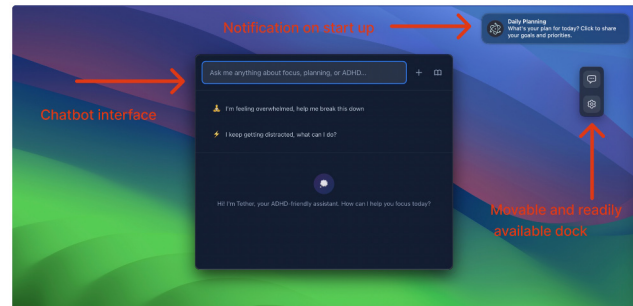 Notification on start up
Daily Planning
What's your plan for today? Click to share
your goals and priorities.
Ask me anything about focus, planning, or ADHD...
Chatbot interface
I'm feeling overwhelmed, help me break this down
I keep getting distracted, what can I do?
Hi! I'm Tether, your ADHD-friendly assistant. How can I help you focus today?
Movable and readily
available dock